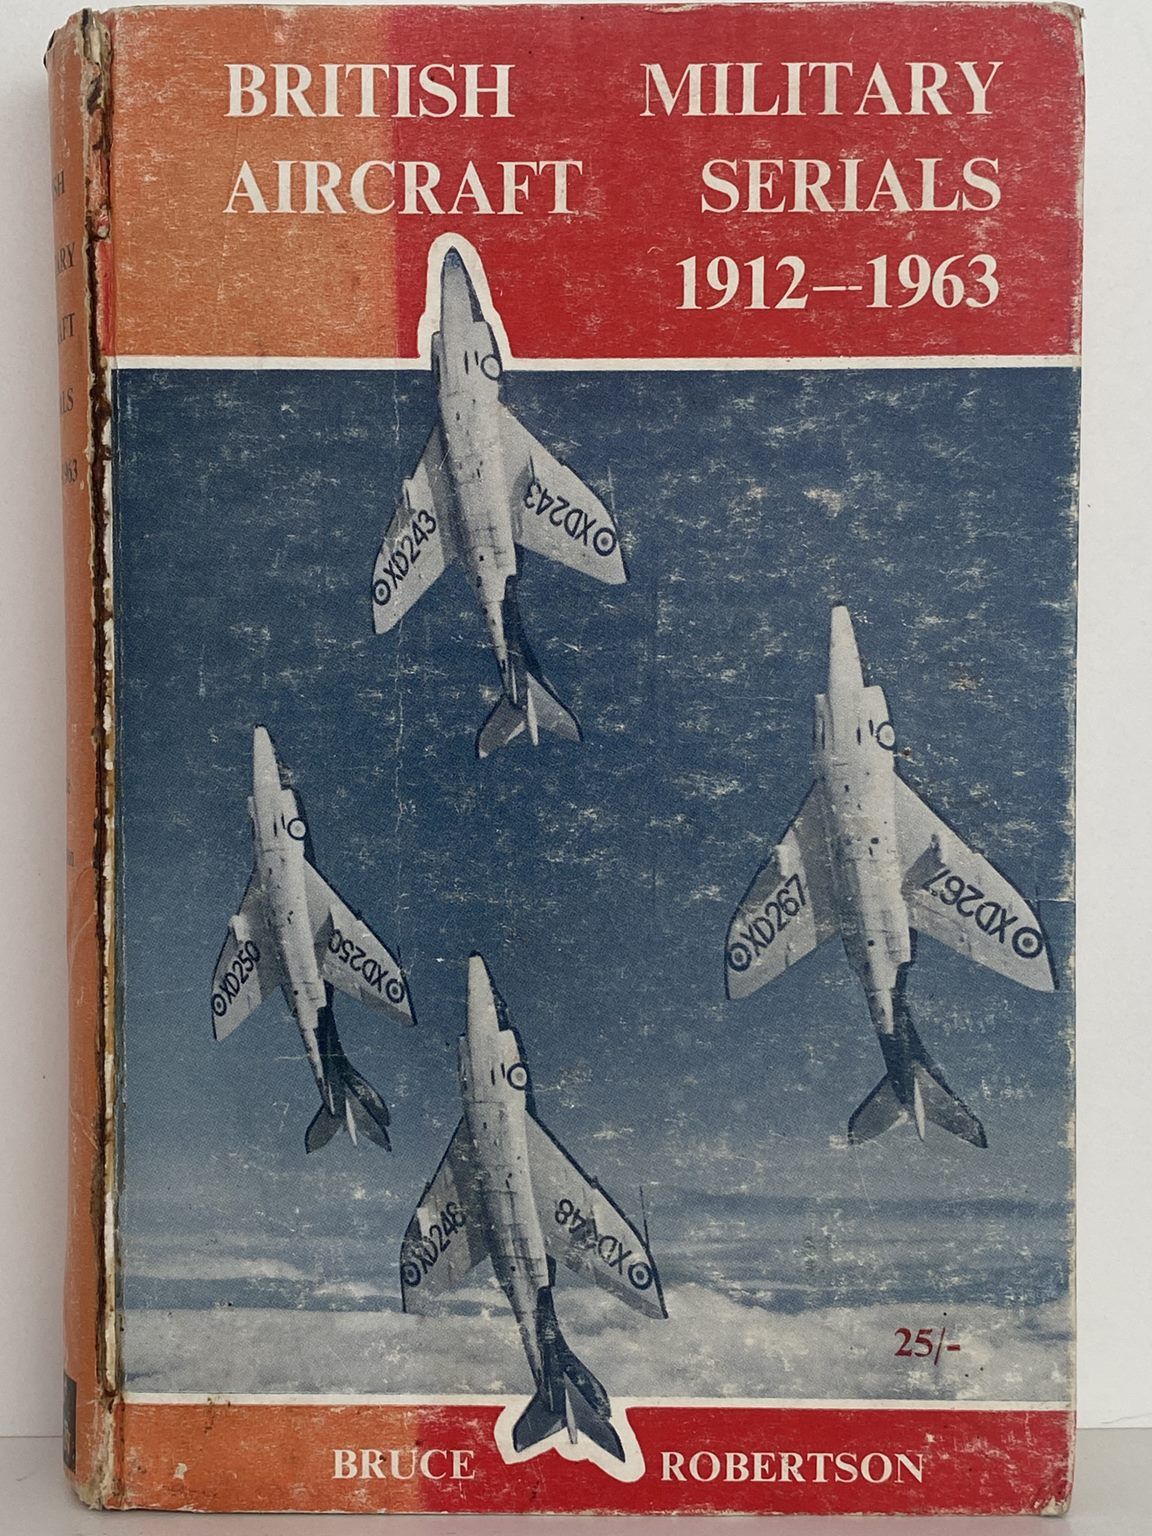 BRITISH MILITARY
AIRCRAFT SERIALS
1912—1963
XD243 XD243
XD267 XD267
XD250 XD250
XD248 XD248
25/-
BRUCE ROBERTSON